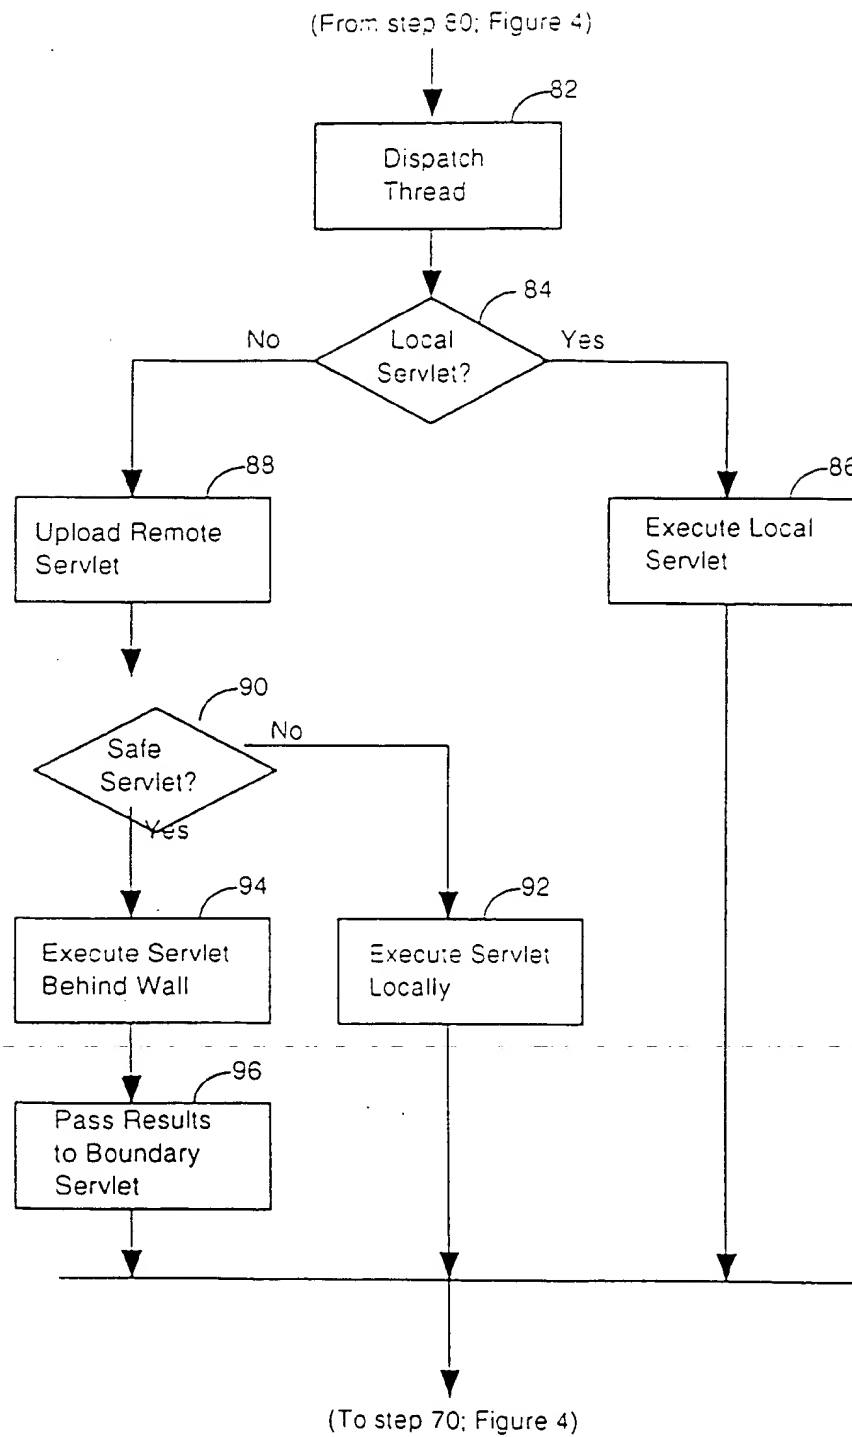 (From step 80; Figure 4)
82
Dispatch
Thread
84
No
Local
Servlet?
Yes
88
86
Upload Remote
Servlet
Execute Local
Servlet
90
No
Safe
Servlet?
Yes
94
92
Execute Servlet
Behind Wall
Execute Servlet
Locally
96
Pass Results
to Boundary
Servlet
(To step 70; Figure 4)